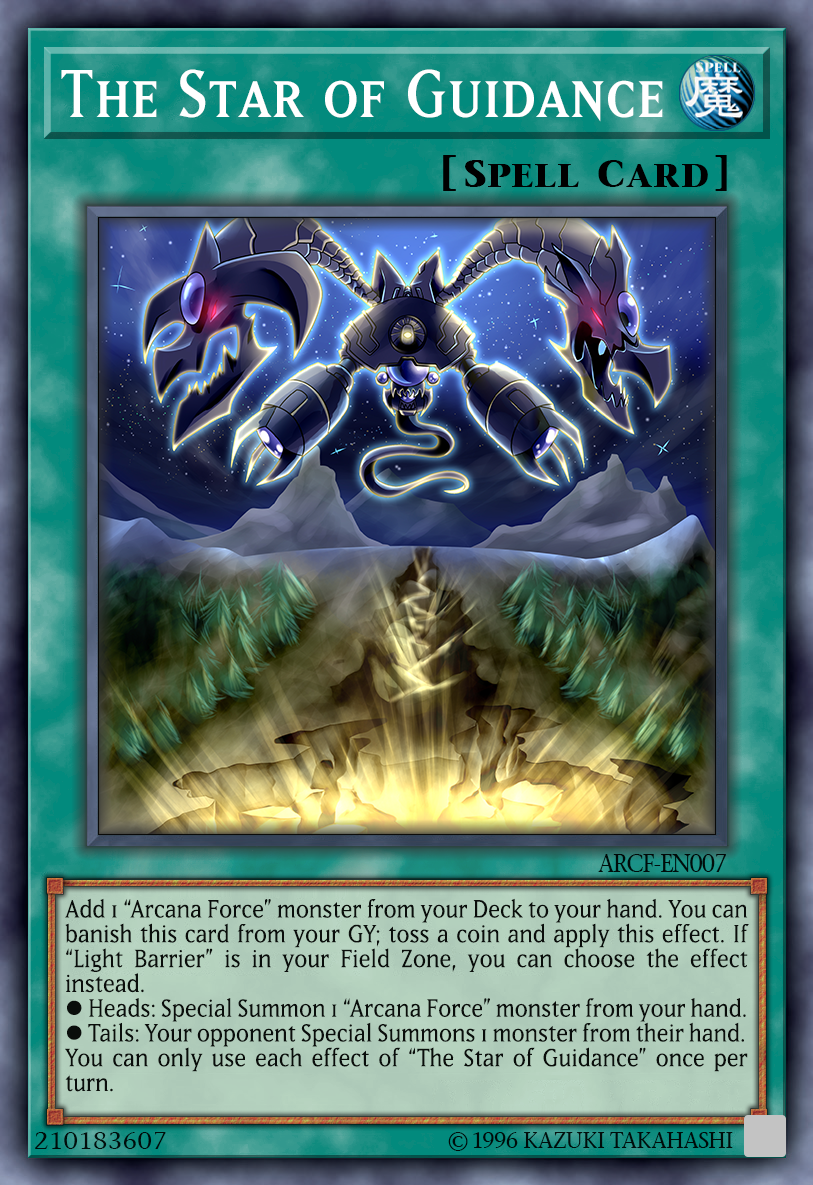 THE STAR OF GUIDANCE
SPELL
魔
[SPELL CARD]
ARCF-EN007
Add 1 “Arcana Force” monster from your Deck to your hand. You can
banish this card from your GY; toss a coin and apply this effect. If
“Light Barrier” is in your Field Zone, you can choose the effect
instead.
● Heads: Special Summon 1 “Arcana Force” monster from your hand.
● Tails: Your opponent Special Summons 1 monster from their hand.
You can only use each effect of “The Star of Guidance” once per
turn.
210183607
© 1996 KAZUKI TAKAHASHI